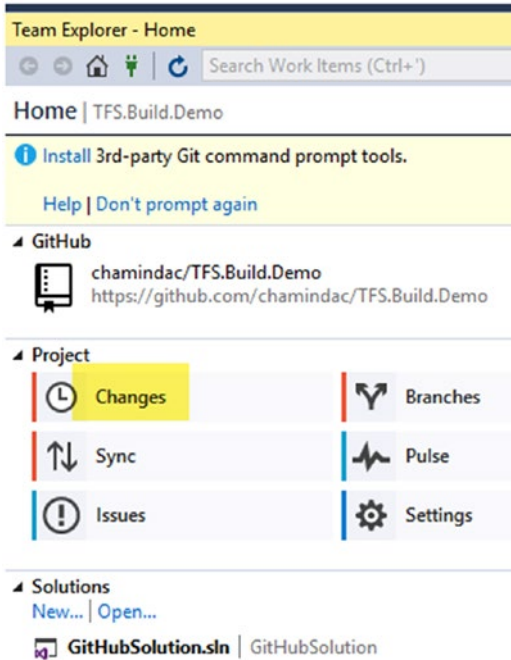 Team Explorer - Home
Search Work Items (Ctrl+')
Home | TFS.Build.Demo
Install 3rd-party Git command prompt tools.
Help | Don't prompt again
GitHub
chamindac/TFS.Build.Demo
https://github.com/chamindac/TFS.Build.Demo
Project
Changes Branches
Sync Pulse
Issues Settings
Solutions
New... | Open...
GitHubSolution.sln | GitHubSolution